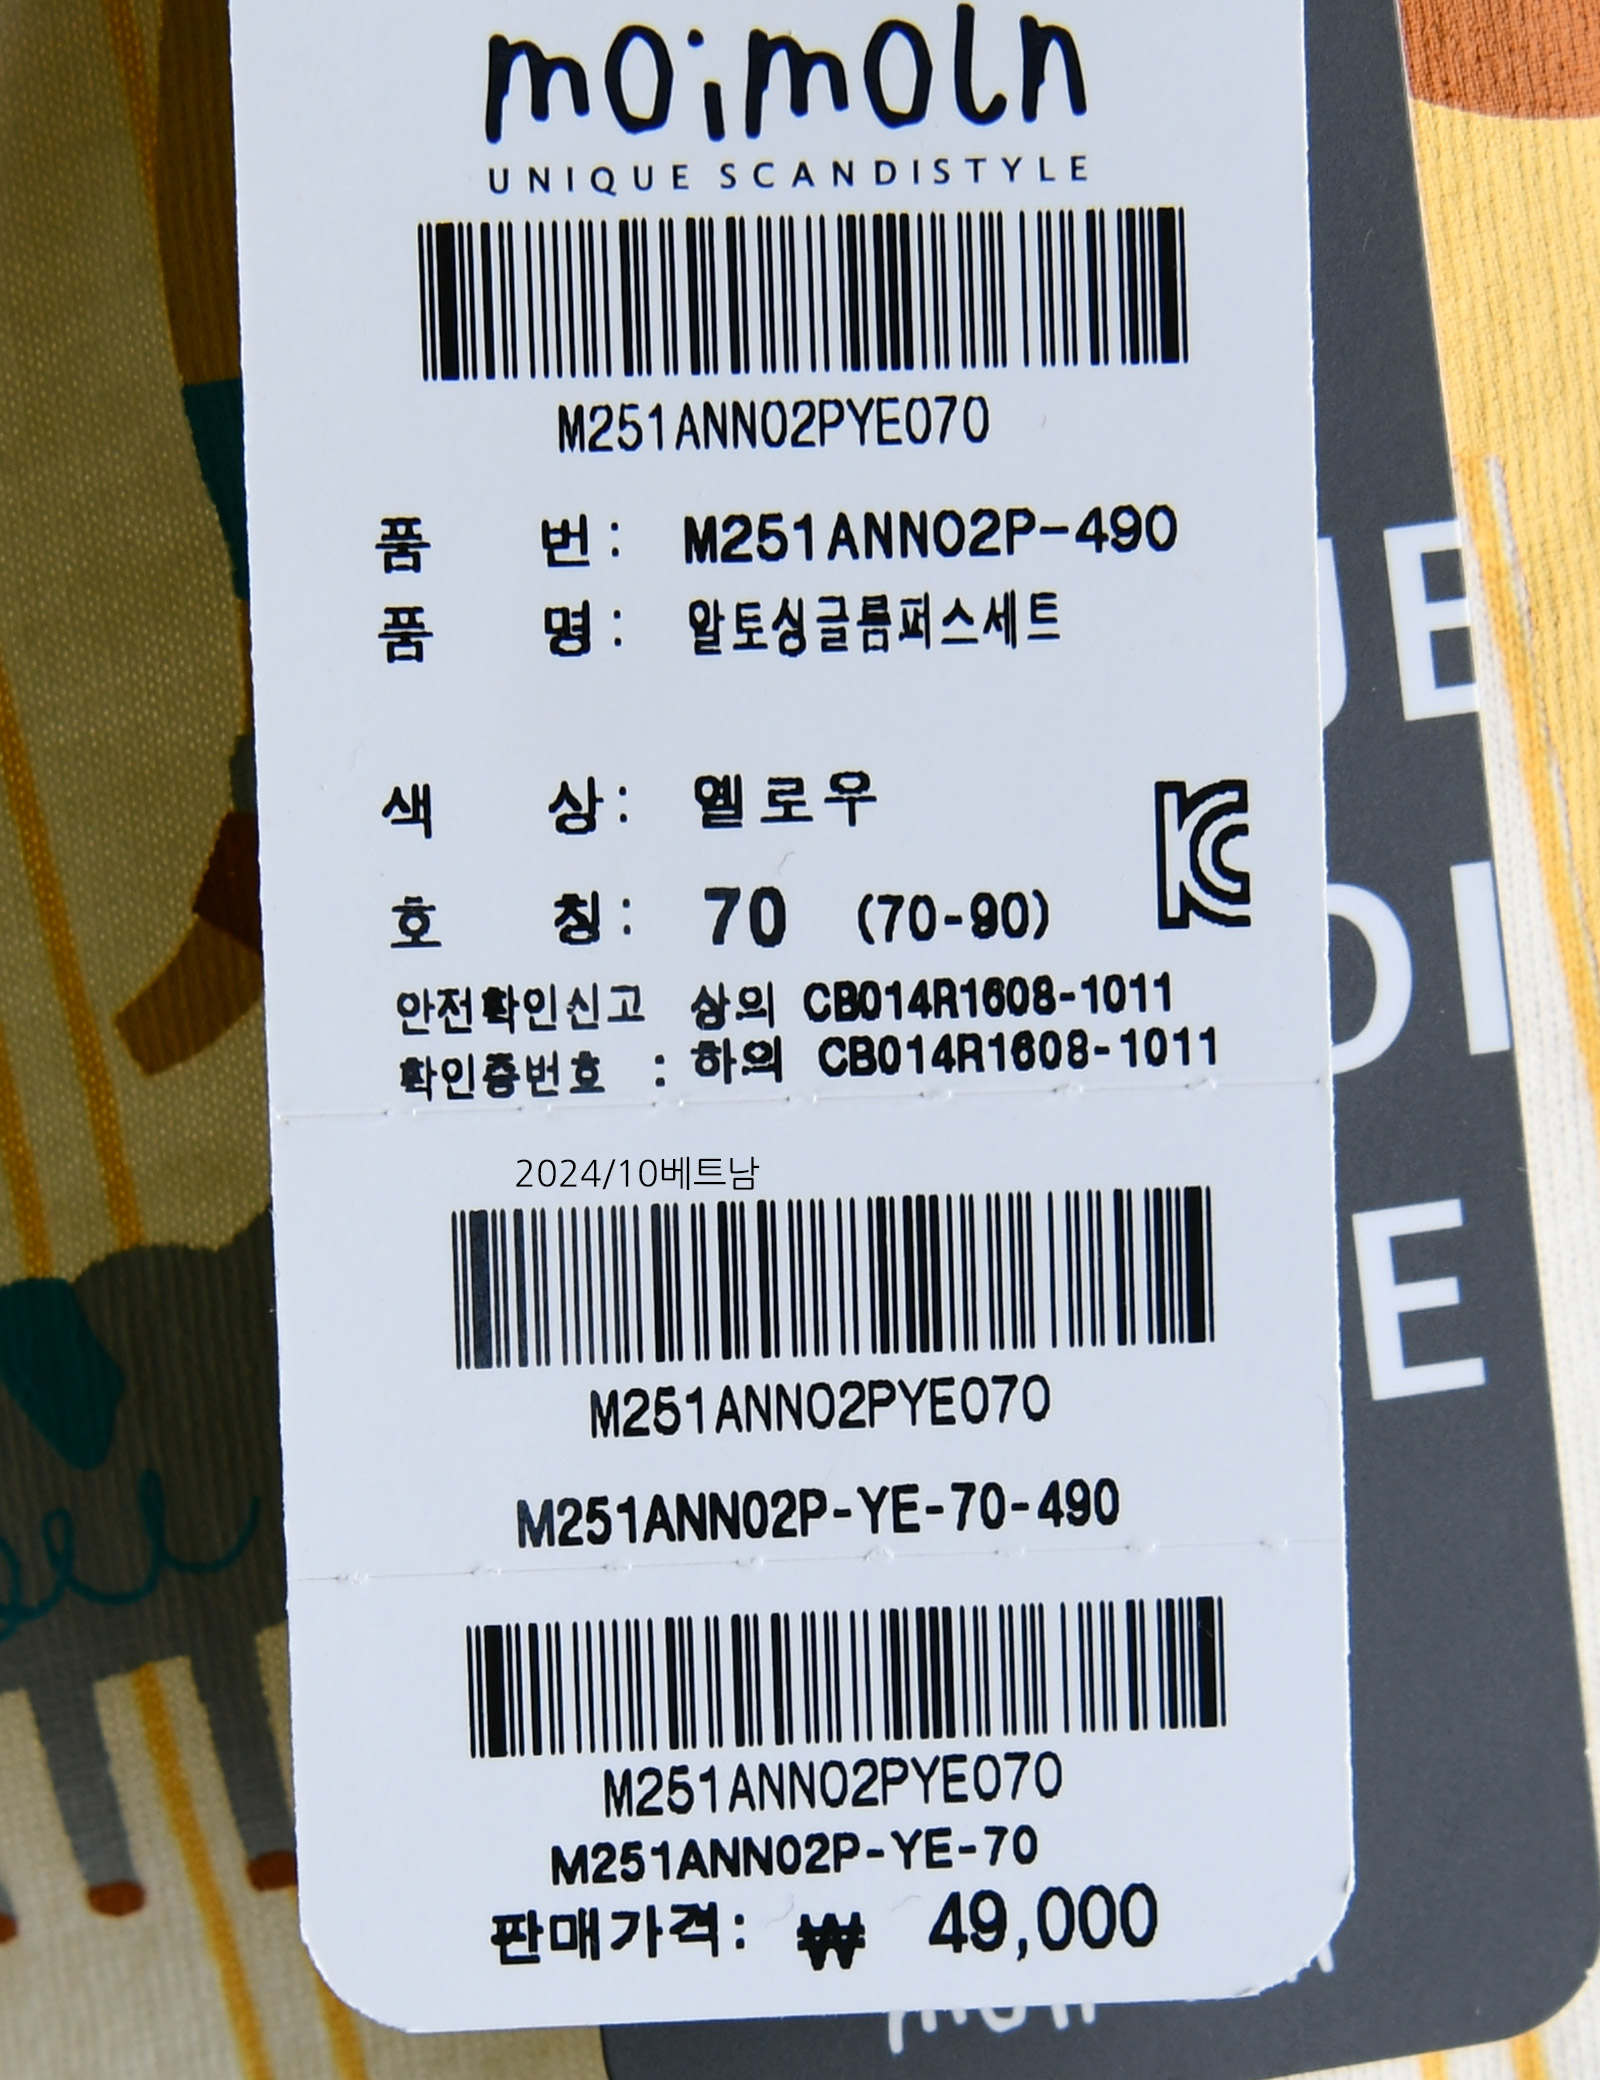 moimoln
UNIQUE SCANDISTYLE
M251ANN02PYE070
품 번: M251ANN02P-490
품 명: 알토싱글룸퍼스세트
색 상: 옐로우
호 칭: 70 (70-90)
안전확인신고 상의 CB014R1608-1011
확인증번호 : 하의 CB014R1608-1011
2024/10베트남
M251ANN02PYE070
M251ANN02P-YE-70-490
M251ANN02PYE070
M251ANN02P-YE-70
판매가격: ₩ 49,000